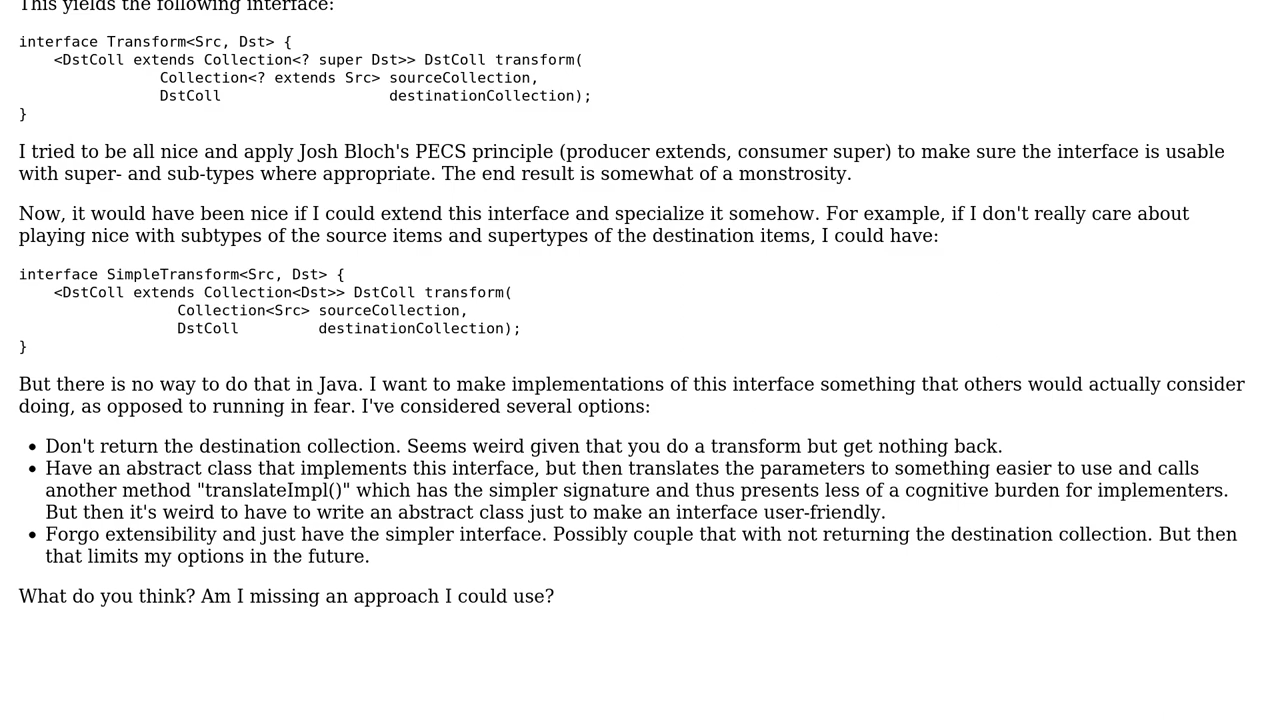 This yields the following interface:
interface Transform<Src, Dst> {
    <DstColl extends Collection<? super Dst>> DstColl transform(
                Collection<? extends Src> sourceCollection,
                DstColl                   destinationCollection);
}
I tried to be all nice and apply Josh Bloch's PECS principle (producer extends, consumer super) to make sure the interface is usable
with super- and sub-types where appropriate. The end result is somewhat of a monstrosity.
Now, it would have been nice if I could extend this interface and specialize it somehow. For example, if I don't really care about
playing nice with subtypes of the source items and supertypes of the destination items, I could have:
interface SimpleTransform<Src, Dst> {
    <DstColl extends Collection<Dst>> DstColl transform(
                  Collection<Src> sourceCollection,
                  DstColl         destinationCollection);
}
But there is no way to do that in Java. I want to make implementations of this interface something that others would actually consider
doing, as opposed to running in fear. I've considered several options:
• Don't return the destination collection. Seems weird given that you do a transform but get nothing back.
• Have an abstract class that implements this interface, but then translates the parameters to something easier to use and calls
another method "translateImpl()" which has the simpler signature and thus presents less of a cognitive burden for implementers.
But then it's weird to have to write an abstract class just to make an interface user-friendly.
• Forgo extensibility and just have the simpler interface. Possibly couple that with not returning the destination collection. But then
that limits my options in the future.
What do you think? Am I missing an approach I could use?